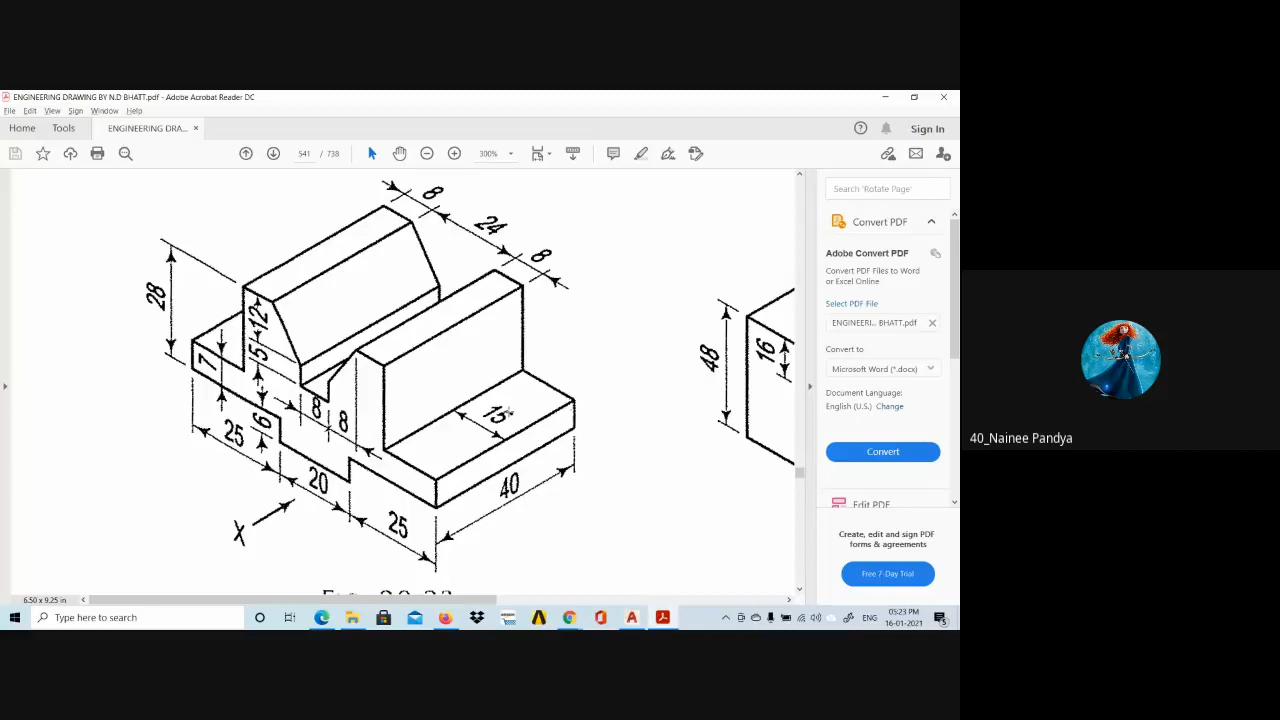 ENGINEERING DRAWING BY N.D BHATT.pdf - Adobe Acrobat Reader DC
File Edit View Sign Window Help
Home Tools ENGINEERING DRA... × Sign In
541 / 738 300%
8
24
8
28
12
7
5
6
8
8
15
25
20
25
40
X
48
16
Search 'Rotate Page'
Convert PDF
Adobe Convert PDF
Convert PDF Files to Word
or Excel Online
Select PDF File
ENGINEERI... BHATT.pdf
Convert to
Microsoft Word (*.docx)
Document Language:
English (U.S.) Change
Convert
Edit PDF
Create, edit and sign PDF
forms & agreements
Free 7-Day Trial
6.50 x 9.25 in
Type here to search
ENG
05:23 PM
16-01-2021
40_Nainee Pandya